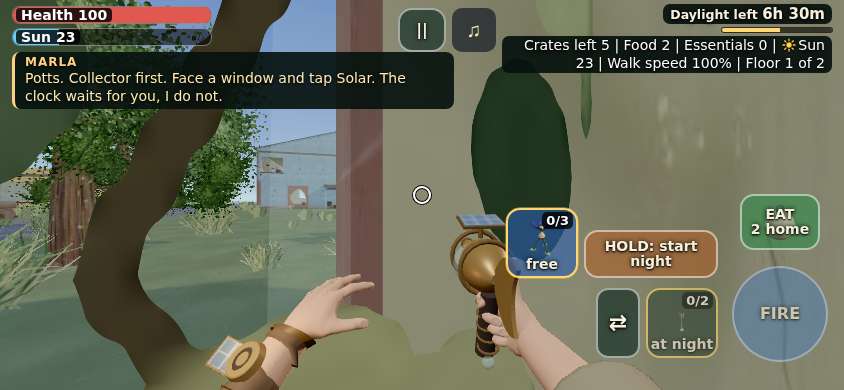 Health 100
Sun 23
MARLA
Potts. Collector first. Face a window and tap Solar. The
clock waits for you, I do not.
Daylight left 6h 30m
Crates left 5 | Food 2 | Essentials 0 | ☀Sun
23 | Walk speed 100% | Floor 1 of 2
0/3
free
HOLD: start
night
EAT
2 home
0/2
at night
FIRE